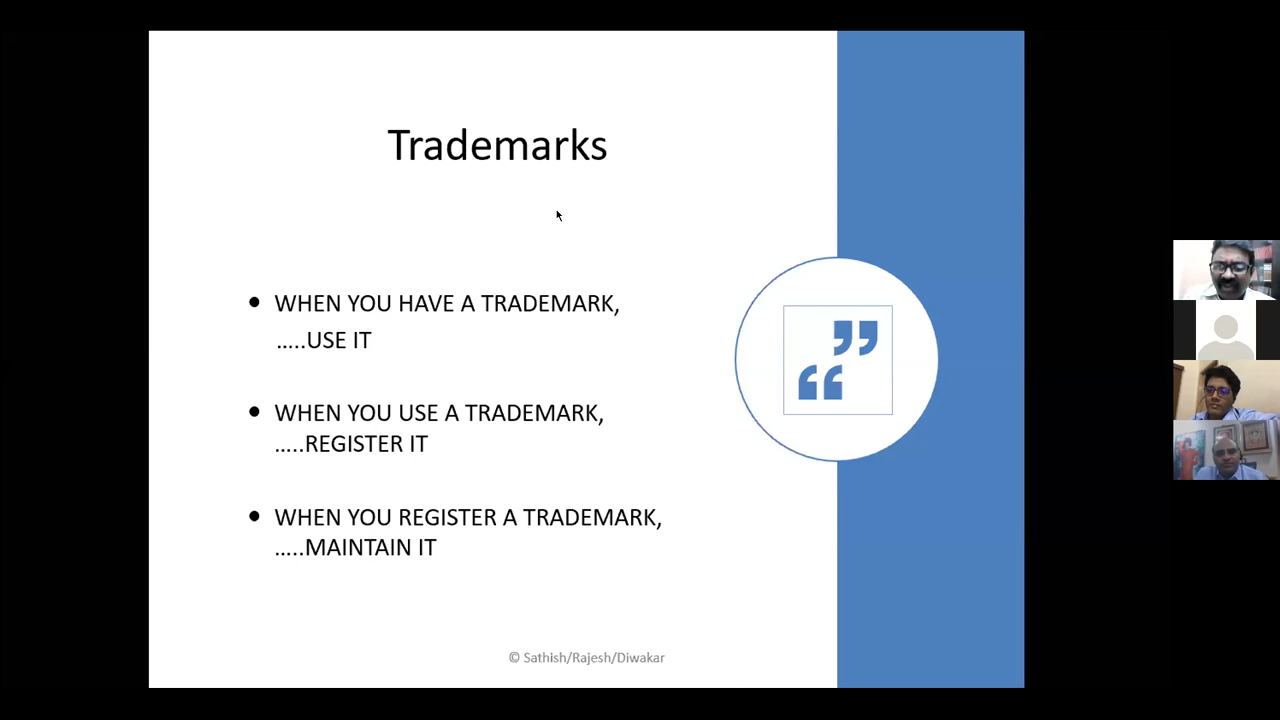 Trademarks
• WHEN YOU HAVE A TRADEMARK,
…..USE IT
• WHEN YOU USE A TRADEMARK,
…..REGISTER IT
• WHEN YOU REGISTER A TRADEMARK,
…..MAINTAIN IT
© Sathish/Rajesh/Diwakar